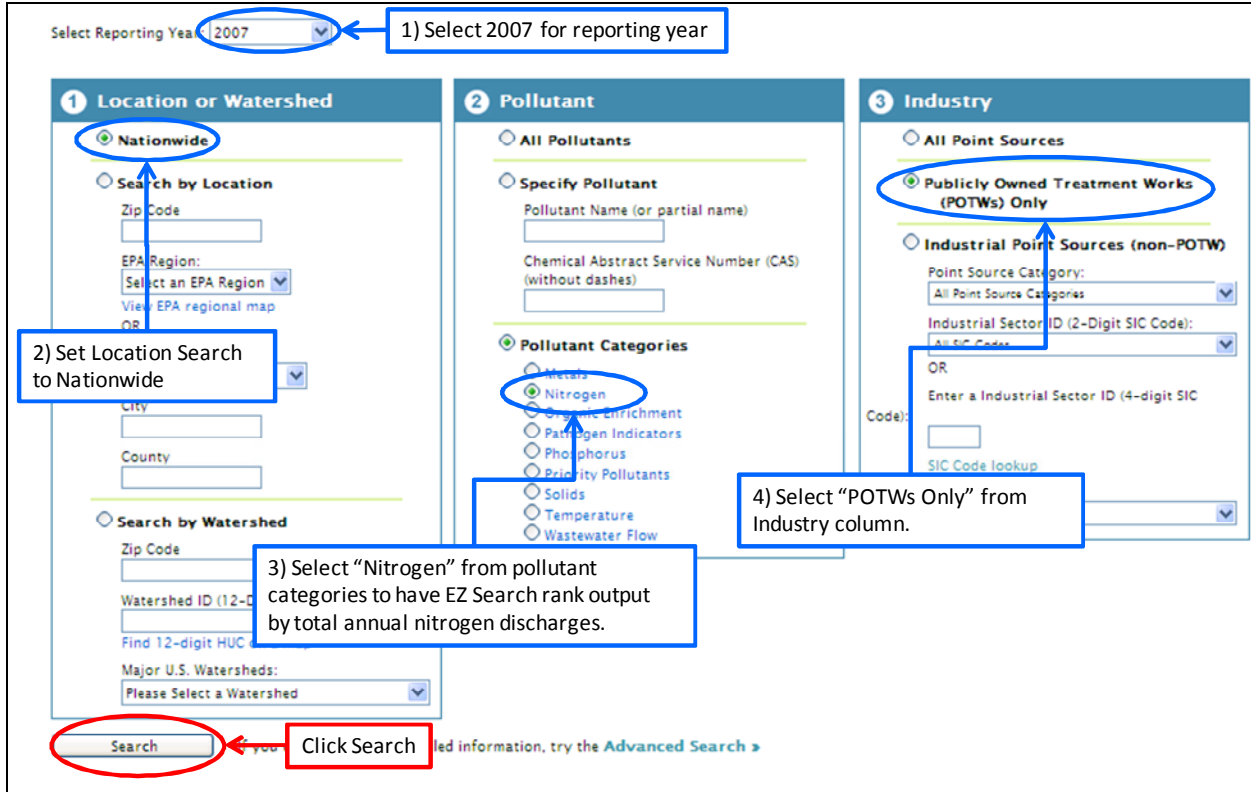 Select Reporting Year: 2007
1) Select 2007 for reporting year
1 Location or Watershed
Nationwide
Search by Location
Zip Code
EPA Region:
Select an EPA Region
View EPA regional map
OR
2) Set Location Search
to Nationwide
City
County
Search by Watershed
Zip Code
Watershed ID (12-D
Find 12-digit HUC
Major U.S. Watersheds:
Please Select a Watershed
2 Pollutant
All Pollutants
Specify Pollutant
Pollutant Name (or partial name)
Chemical Abstract Service Number (CAS)
(without dashes)
Pollutant Categories
Metals
Nitrogen
Organic Enrichment
Pathogen Indicators
Phosphorus
Priority Pollutants
Solids
Temperature
Wastewater Flow
3) Select “Nitrogen” from pollutant
categories to have EZ Search rank output
by total annual nitrogen discharges.
3 Industry
All Point Sources
Publicly Owned Treatment Works
(POTWs) Only
Industrial Point Sources (non-POTW)
Point Source Category:
All Point Source Categories
Industrial Sector ID (2-Digit SIC Code):
All SIC Codes
OR
Enter a Industrial Sector ID (4-digit SIC
Code):
SIC Code lookup
4) Select “POTWs Only” from
Industry column.
Search
If you
Click Search
led information, try the Advanced Search »